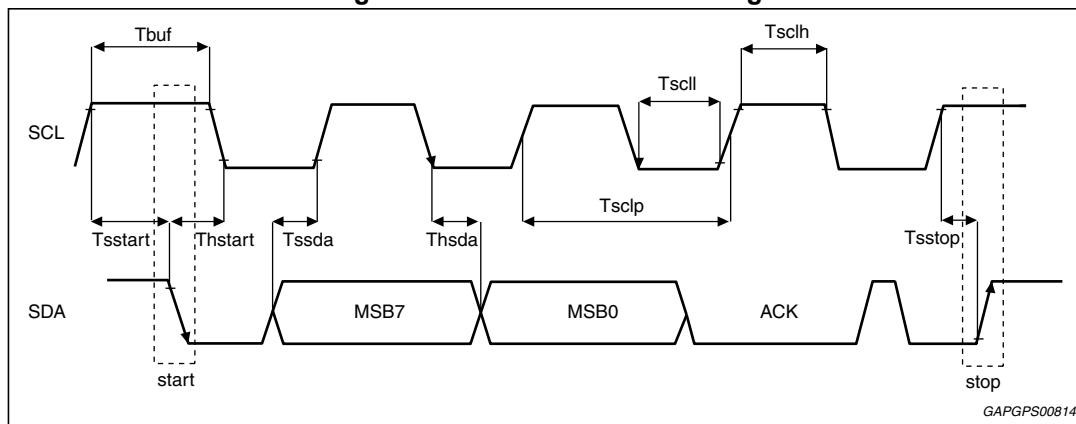 Tbuf
Tsclh
Tscll
SCL
Tsclp
Tsstart
Thstart
Tssda
Thsda
Tsstop
SDA
MSB7
MSB0
ACK
start
stop
GAPGPS00814